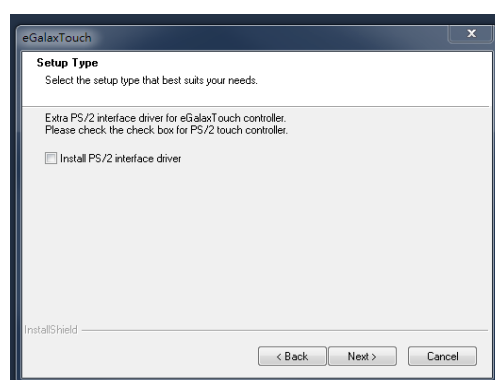 eGalaxTouch
x
Setup Type
Select the setup type that best suits your needs.
Extra PS/2 interface driver for eGalaxTouch controller.
Please check the check box for PS/2 touch controller.
Install PS/2 interface driver
InstallShield
< Back Next > Cancel